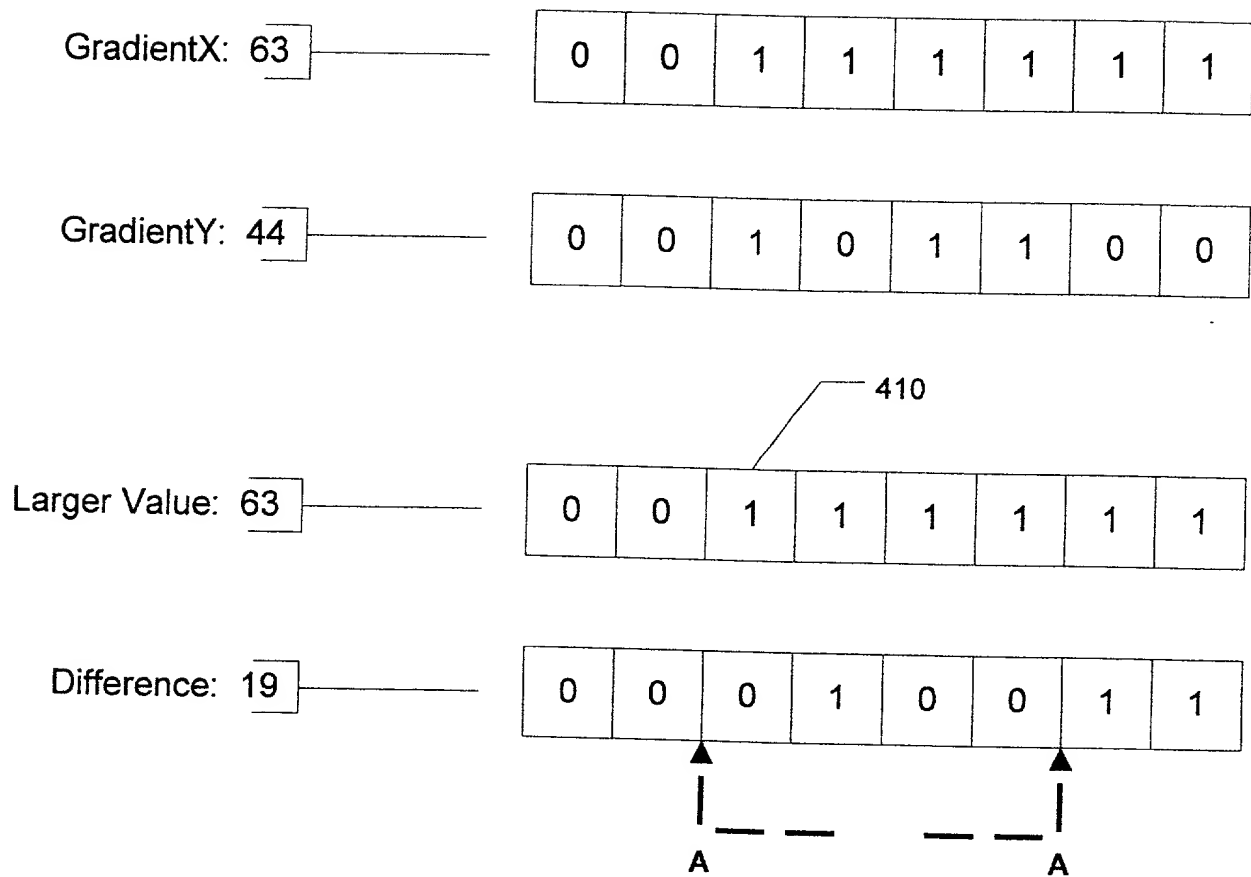 GradientX: 63 0 0 1 1 1 1 1 1
GradientY: 44 0 0 1 0 1 1 0 0
410
Larger Value: 63 0 0 1 1 1 1 1 1
Difference: 19 0 0 0 1 0 0 1 1
A A